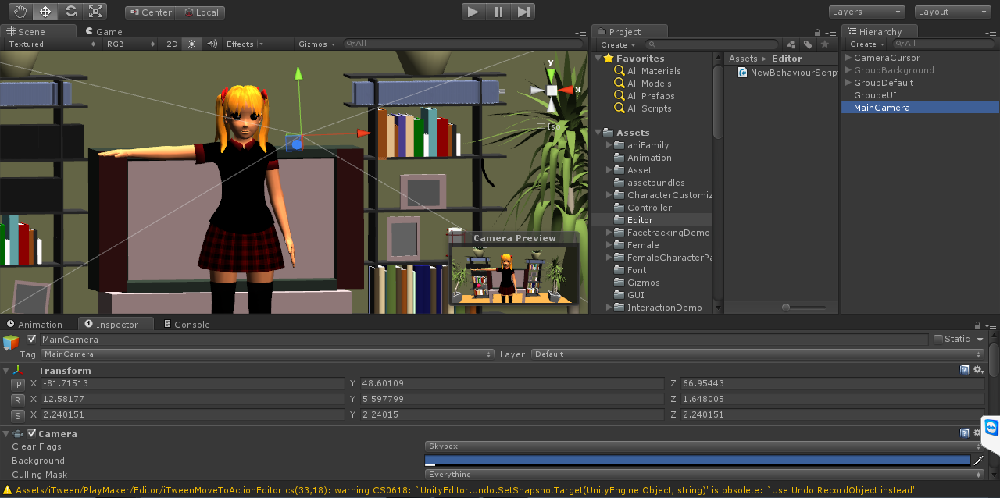 Center Local Layers Layout
Scene Game
Textured RGB 2D Effects Gizmos All
Project
Create
Favorites
All Materials
All Models
All Prefabs
All Scripts
Assets
aniFamily
Animation
Asset
assetbundles
CharacterCustomiz
Controller
Editor
FacetrackingDemo
Female
FemaleCharacterPa
Font
Gizmos
GUI
InteractionDemo
Assets ▸ Editor
NewBehaviourScrip
Hierarchy
Create All
CameraCursor
GroupBackground
GroupDefault
GroupeUI
MainCamera
y
x
Iso
Camera Preview
Animation Inspector Console
MainCamera Static
Tag MainCamera Layer Default
Transform
P X -81.71513 Y 48.60109 Z 66.95443
R X 12.58177 Y 5.597799 Z 1.648005
S X 2.240151 Y 2.24015 Z 2.240151
Camera
Clear Flags Skybox
Background
Culling Mask Everything
Assets/iTween/PlayMaker/Editor/iTweenMoveToActionEditor.cs(33,18): warning CS0618: `UnityEditor.Undo.SetSnapshotTarget(UnityEngine.Object, string)' is obsolete: `Use Undo.RecordObject instead'